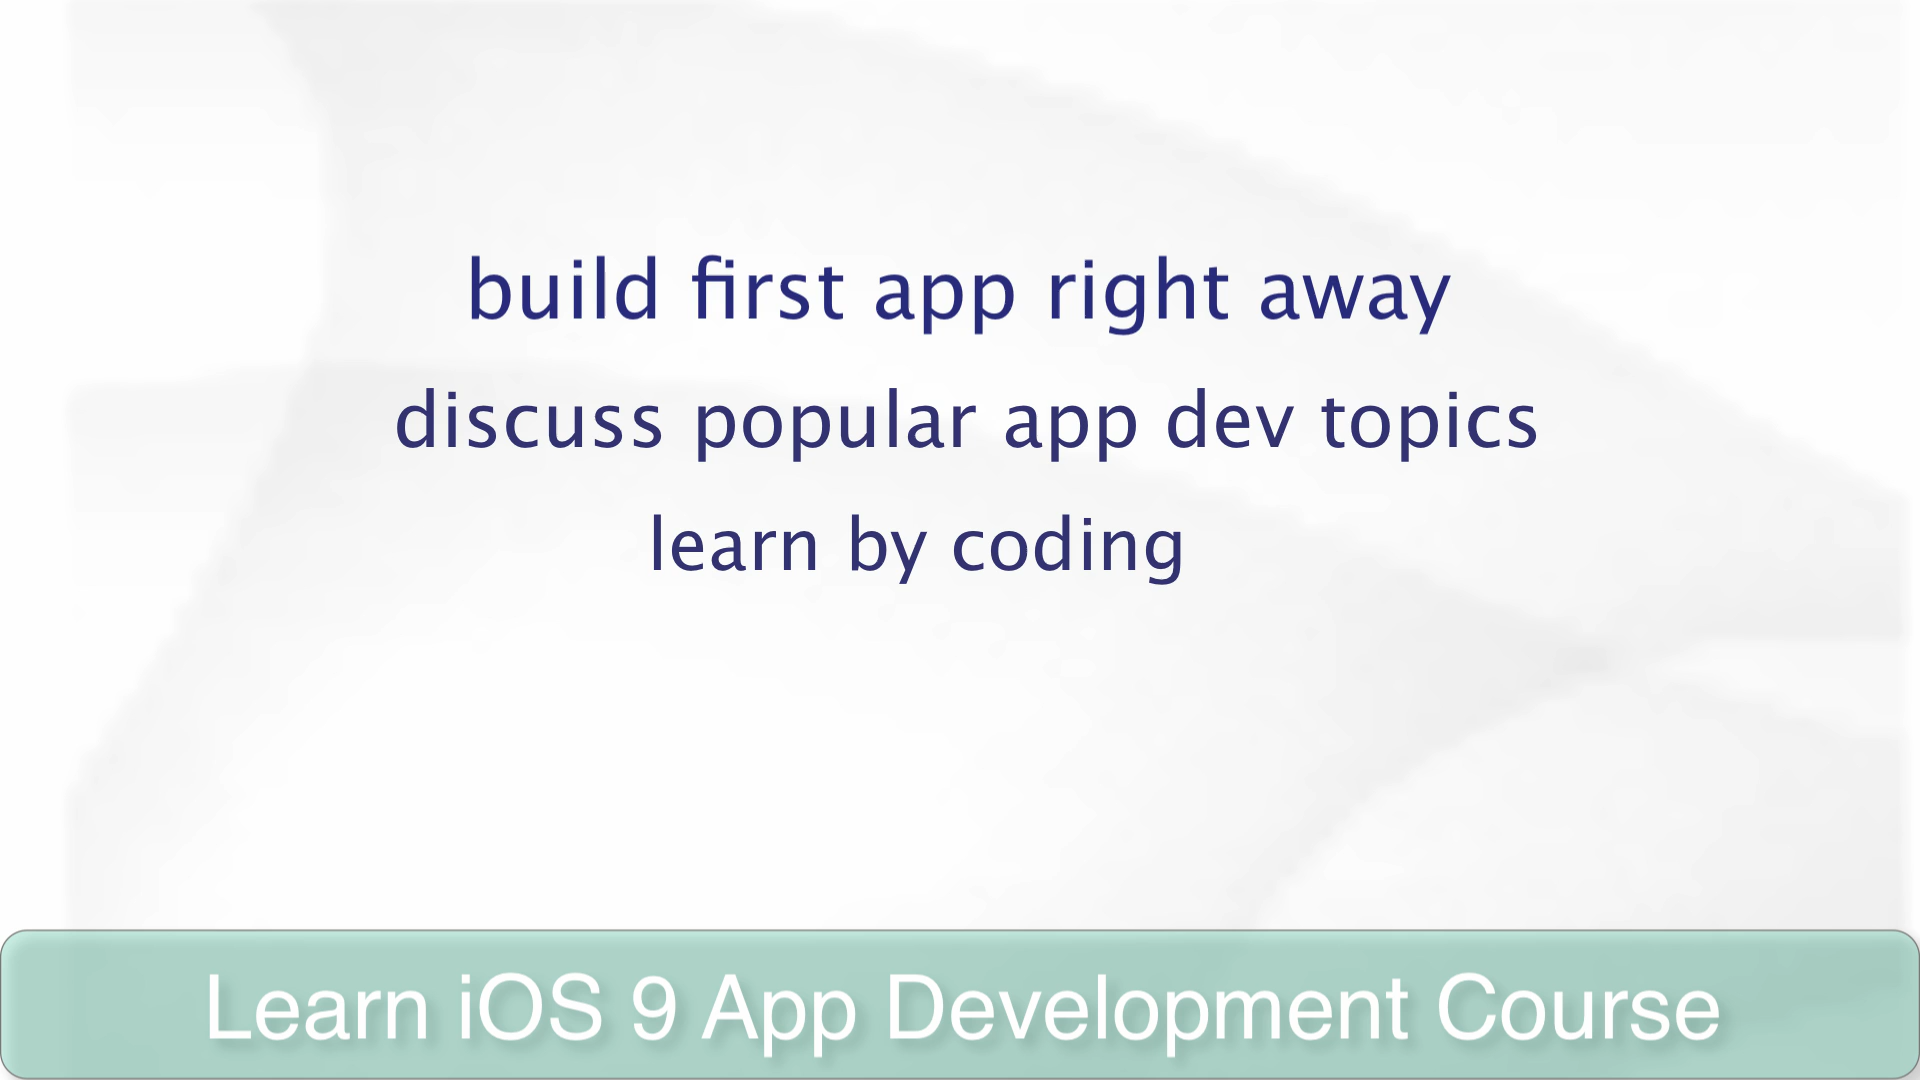 build first app right away
discuss popular app dev topics
learn by coding
Learn iOS 9 App Development Course